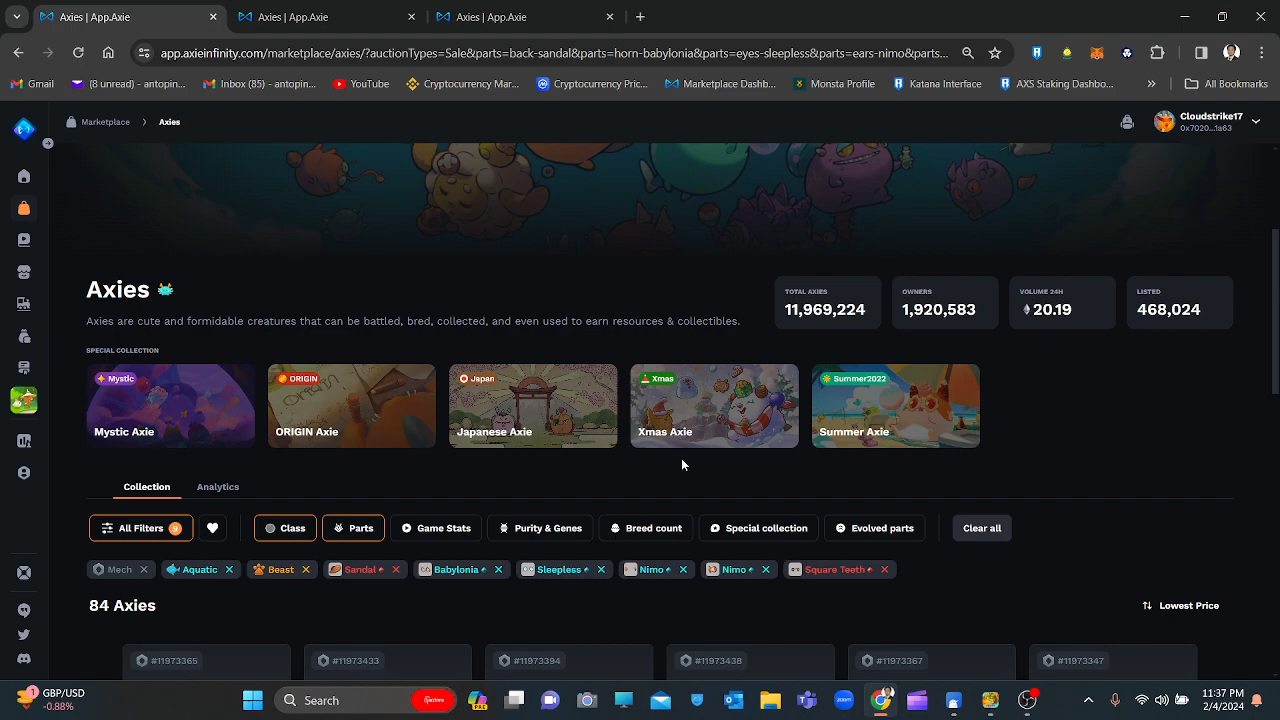 Axies | App.Axie
Axies | App.Axie
Axies | App.Axie
app.axieinfinity.com/marketplace/axies/?auctionTypes=Sale&parts=back-sandal&parts=horn-babylonia&parts=eyes-sleepless&parts=ears-nimo&parts...
Gmail
(8 unread) - antopin...
Inbox (85) - antopin...
YouTube
Cryptocurrency Mar...
Cryptocurrency Pric...
Marketplace Dashb...
Monsta Profile
Katana Interface
AXS Staking Dashbo...
All Bookmarks
Marketplace
Axies
Cloudstrike17
0x7020...1a63
Axies
Axies are cute and formidable creatures that can be battled, bred, collected, and even used to earn resources & collectibles.
TOTAL AXIES
11,969,224
OWNERS
1,920,583
VOLUME 24H
20.19
LISTED
468,024
SPECIAL COLLECTION
Mystic
Mystic Axie
ORIGIN
ORIGIN Axie
Japan
Japanese Axie
Xmas
Xmas Axie
Summer2022
Summer Axie
Collection
Analytics
All Filters 9
Class
Parts
Game Stats
Purity & Genes
Breed count
Special collection
Evolved parts
Clear all
Mech
Aquatic
Beast
Sandal
Babylonia
Sleepless
Nimo
Nimo
Square Teeth
84 Axies
Lowest Price
#11973365
#11973433
#11973394
#11973438
#11973367
#11973347
1
GBP/USD
-0.88%
Search
PRE
zoom
11:37 PM
2/4/2024